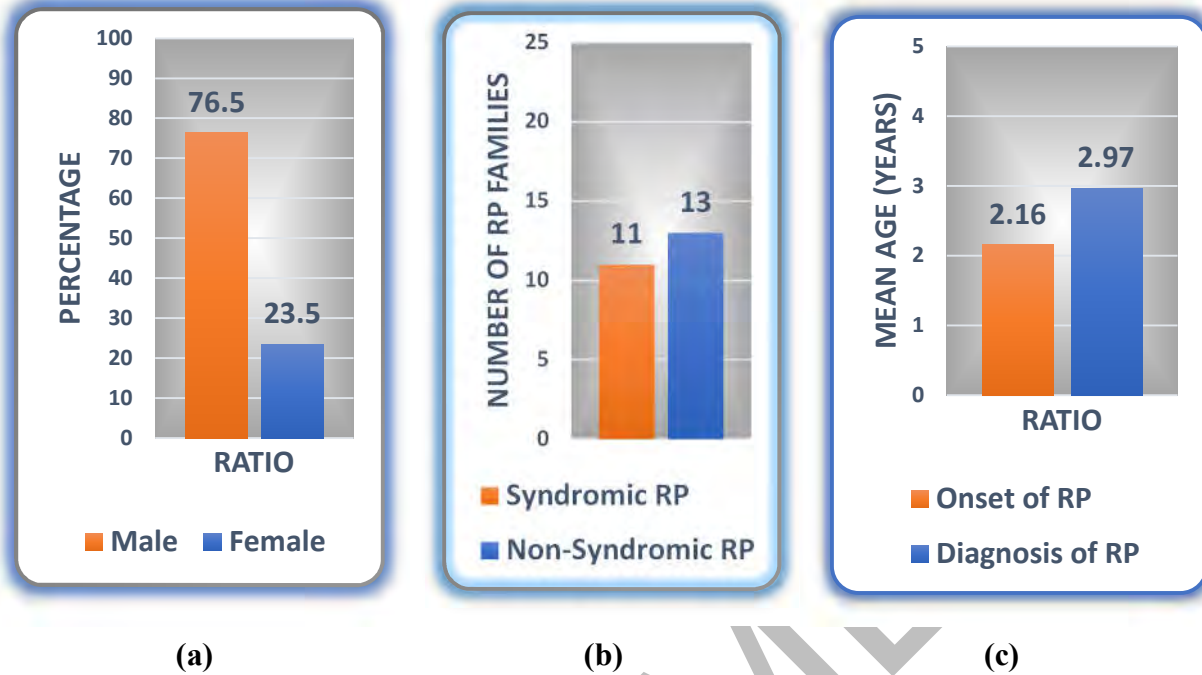 PERCENTAGE
100
90
80
70
60
50
40
30
20
10
0
76.5
23.5
RATIO
Male Female
(a)
NUMBER OF RP FAMILIES
25
20
15
10
5
0
11
13
Syndromic RP
Non-Syndromic RP
(b)
MEAN AGE (YEARS)
5
4
3
2
1
0
2.16
2.97
RATIO
Onset of RP
Diagnosis of RP
(c)